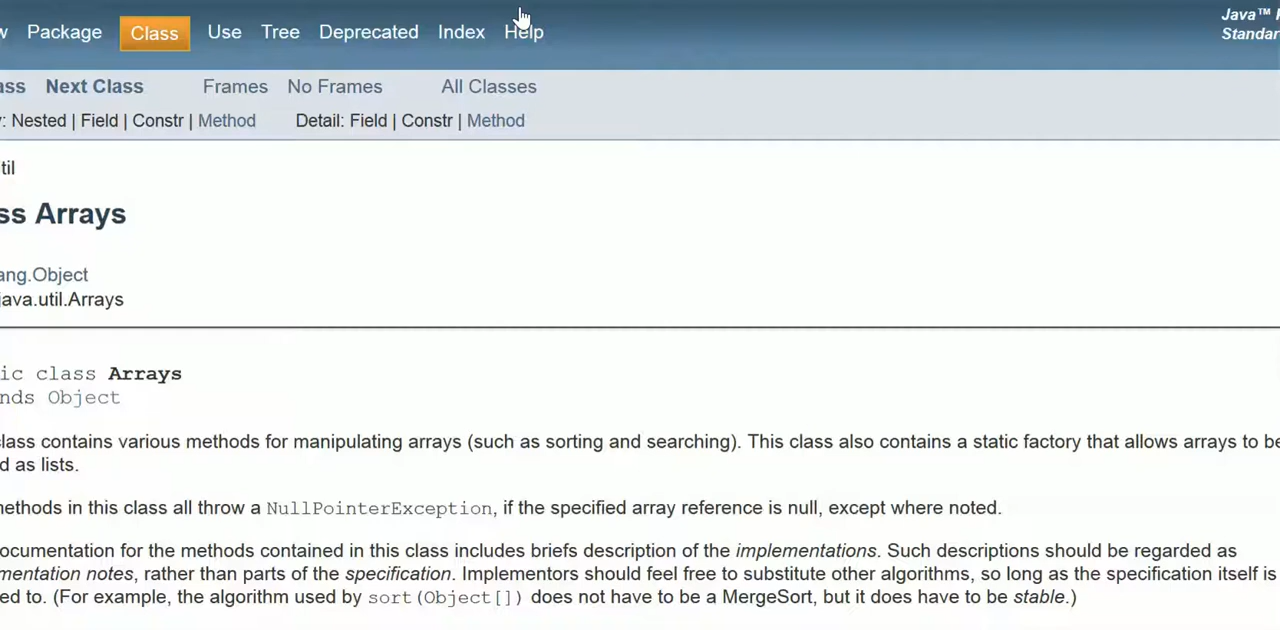 w Package Class Use Tree Deprecated Index Help
Java™ P
Standar
ass Next Class Frames No Frames All Classes
y: Nested | Field | Constr | Method Detail: Field | Constr | Method
til
ss Arrays
ang.Object
java.util.Arrays
ic class Arrays
nds Object
class contains various methods for manipulating arrays (such as sorting and searching). This class also contains a static factory that allows arrays to be
d as lists.
methods in this class all throw a NullPointerException, if the specified array reference is null, except where noted.
ocumentation for the methods contained in this class includes briefs description of the implementations. Such descriptions should be regarded as
mentation notes, rather than parts of the specification. Implementors should feel free to substitute other algorithms, so long as the specification itself is
ed to. (For example, the algorithm used by sort(Object[]) does not have to be a MergeSort, but it does have to be stable.)